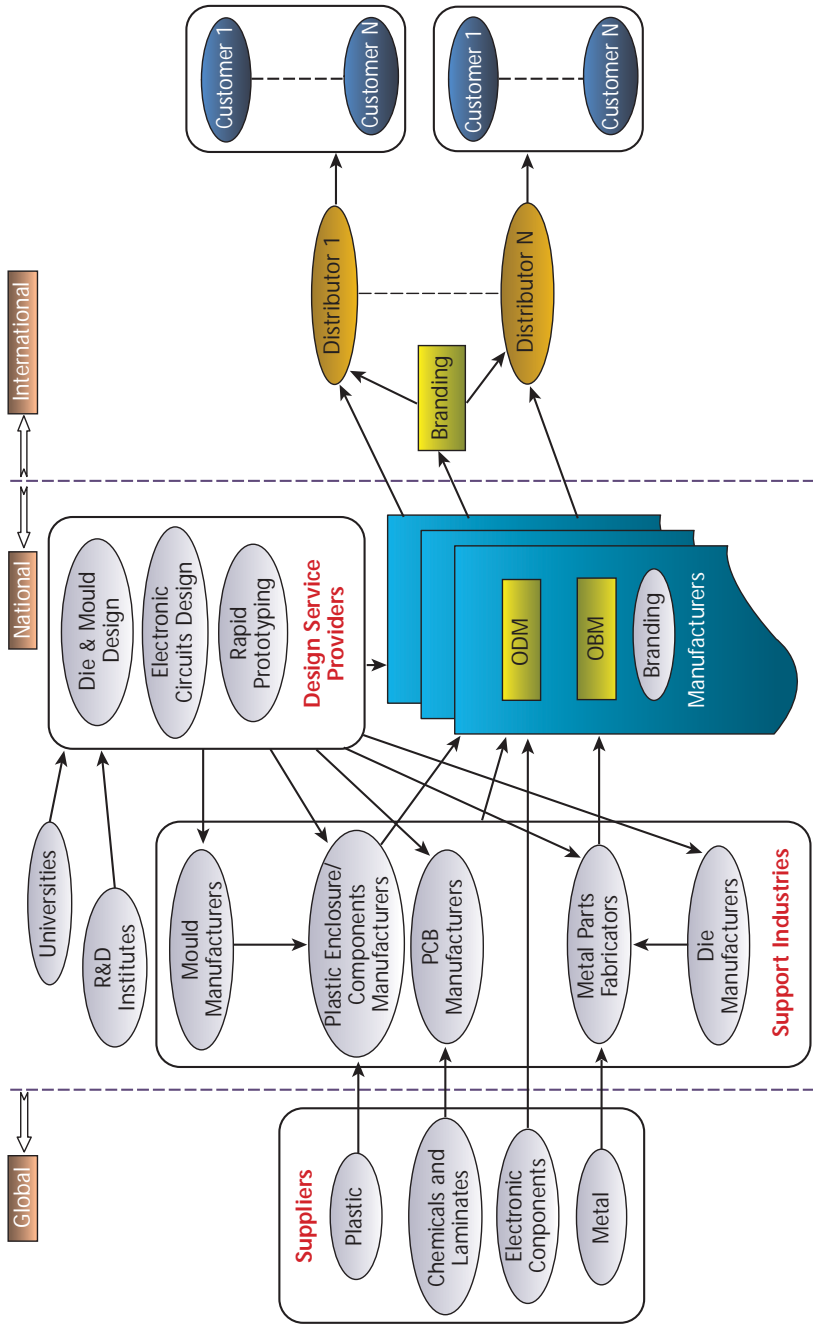 Global
National
International
Suppliers
Plastic
Chemicals and
Laminates
Electronic
Conponents
Metal
Universities
R&D
Institutes
Mould
Manufacturers
Plastic Enclosure/
Components
Manufacturers
PCB
Manufacturers
Metal Parts
Fabricators
Die
Manufacturers
Support Industries
Die & Mould
Design
Electronic
Circuits Design
Rapid
Prototyping
Design Service
Providers
ODM
OBM
Branding
Manufacturers
Branding
Distributor 1
Distributor N
Customer 1
Customer N
Customer 1
Customer N